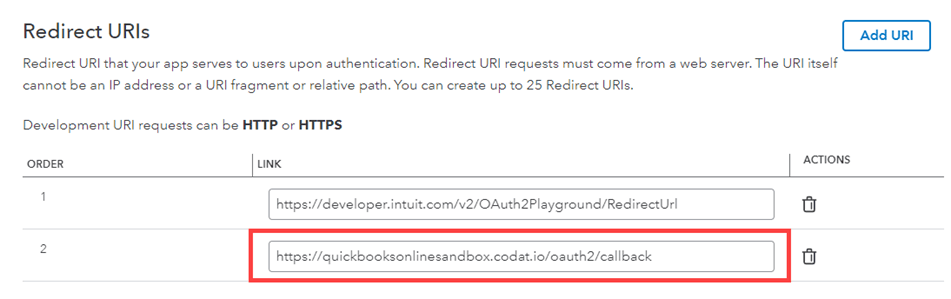 Redirect URIs
Add URI
Redirect URI that your app serves to users upon authentication. Redirect URI requests must come from a web server. The URI itself
cannot be an IP address or a URI fragment or relative path. You can create up to 25 Redirect URIs.
Development URI requests can be HTTP or HTTPS
ORDER LINK ACTIONS
1 https://developer.intuit.com/v2/OAuth2Playground/RedirectUrl
2 https://quickbooksonlinesandbox.codat.io/oauth2/callback